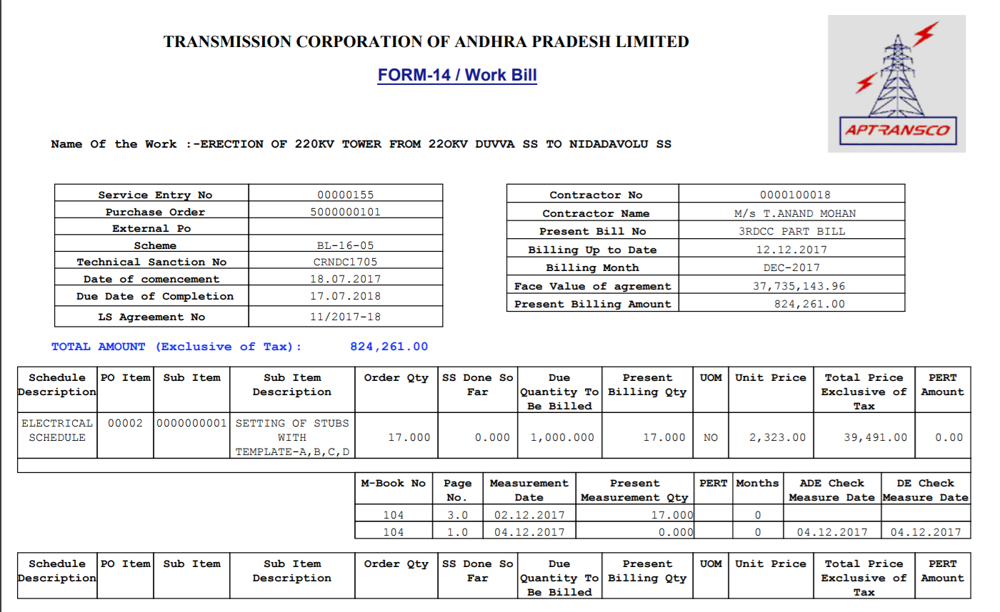 TRANSMISSION CORPORATION OF ANDHRA PRADESH LIMITED
FORM-14 / Work Bill
APTRANSCO
Name Of the Work :-ERECTION OF 220KV TOWER FROM 22OKV DUVVA SS TO NIDADAVOLU SS
Service Entry No 00000155
Purchase Order 5000000101
External Po
Scheme BL-16-05
Technical Sanction No CRNDC1705
Date of comencement 18.07.2017
Due Date of Completion 17.07.2018
LS Agreement No 11/2017-18
Contractor No 0000100018
Contractor Name M/s T.ANAND MOHAN
Present Bill No 3RDCC PART BILL
Billing Up to Date 12.12.2017
Billing Month DEC-2017
Face Value of agrement 37,735,143.96
Present Billing Amount 824,261.00
TOTAL AMOUNT (Exclusive of Tax): 824,261.00
Schedule PO Item Sub Item Sub Item Order Qty SS Done So Due Present UOM Unit Price Total Price PERT
Description Description Far Quantity To Billing Qty Exclusive of Amount
Be Billed Tax
ELECTRICAL 00002 0000000001 SETTING OF STUBS
SCHEDULE WITH 17.000 0.000 1,000.000 17.000 NO 2,323.00 39,491.00 0.00
TEMPLATE-A,B,C,D
M-Book No Page Measurement Present PERT Months ADE Check DE Check
No. Date Measurement Qty Measure Date Measure Date
104 3.0 02.12.2017 17.000 0
104 1.0 04.12.2017 0.000 0 04.12.2017 04.12.2017
Schedule PO Item Sub Item Sub Item Order Qty SS Done So Due Present UOM Unit Price Total Price PERT
Description Description Far Quantity To Billing Qty Exclusive of Amount
Be Billed Tax